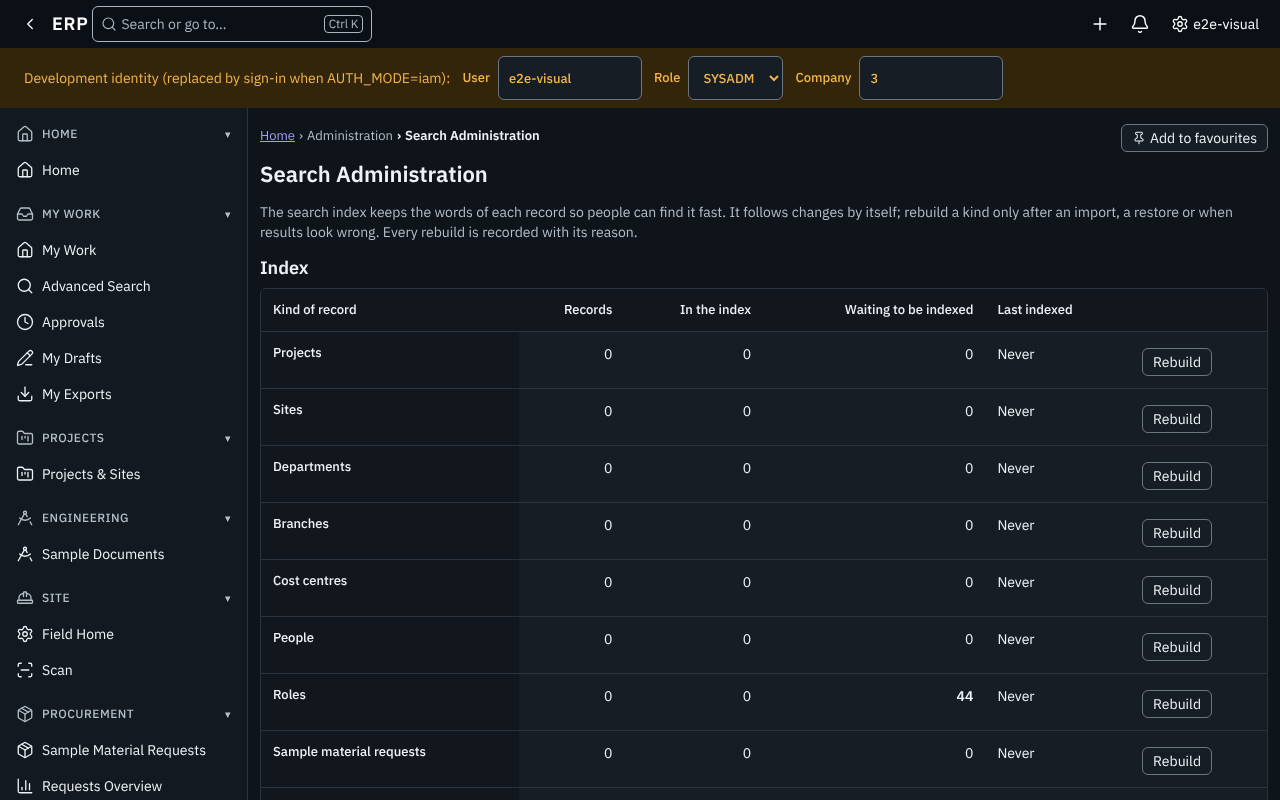 ERP
Search or go to...
Ctrl K
e2e-visual
Development identity (replaced by sign-in when AUTH_MODE=iam): User e2e-visual Role SYSADM Company 3
HOME
Home
MY WORK
My Work
Advanced Search
Approvals
My Drafts
My Exports
PROJECTS
Projects & Sites
ENGINEERING
Sample Documents
SITE
Field Home
Scan
PROCUREMENT
Sample Material Requests
Requests Overview
Home › Administration › Search Administration
Add to favourites
Search Administration
The search index keeps the words of each record so people can find it fast. It follows changes by itself; rebuild a kind only after an import, a restore or when
results look wrong. Every rebuild is recorded with its reason.
Index
Kind of record Records In the index Waiting to be indexed Last indexed
Projects 0 0 0 Never Rebuild
Sites 0 0 0 Never Rebuild
Departments 0 0 0 Never Rebuild
Branches 0 0 0 Never Rebuild
Cost centres 0 0 0 Never Rebuild
People 0 0 0 Never Rebuild
Roles 0 0 44 Never Rebuild
Sample material requests 0 0 0 Never Rebuild